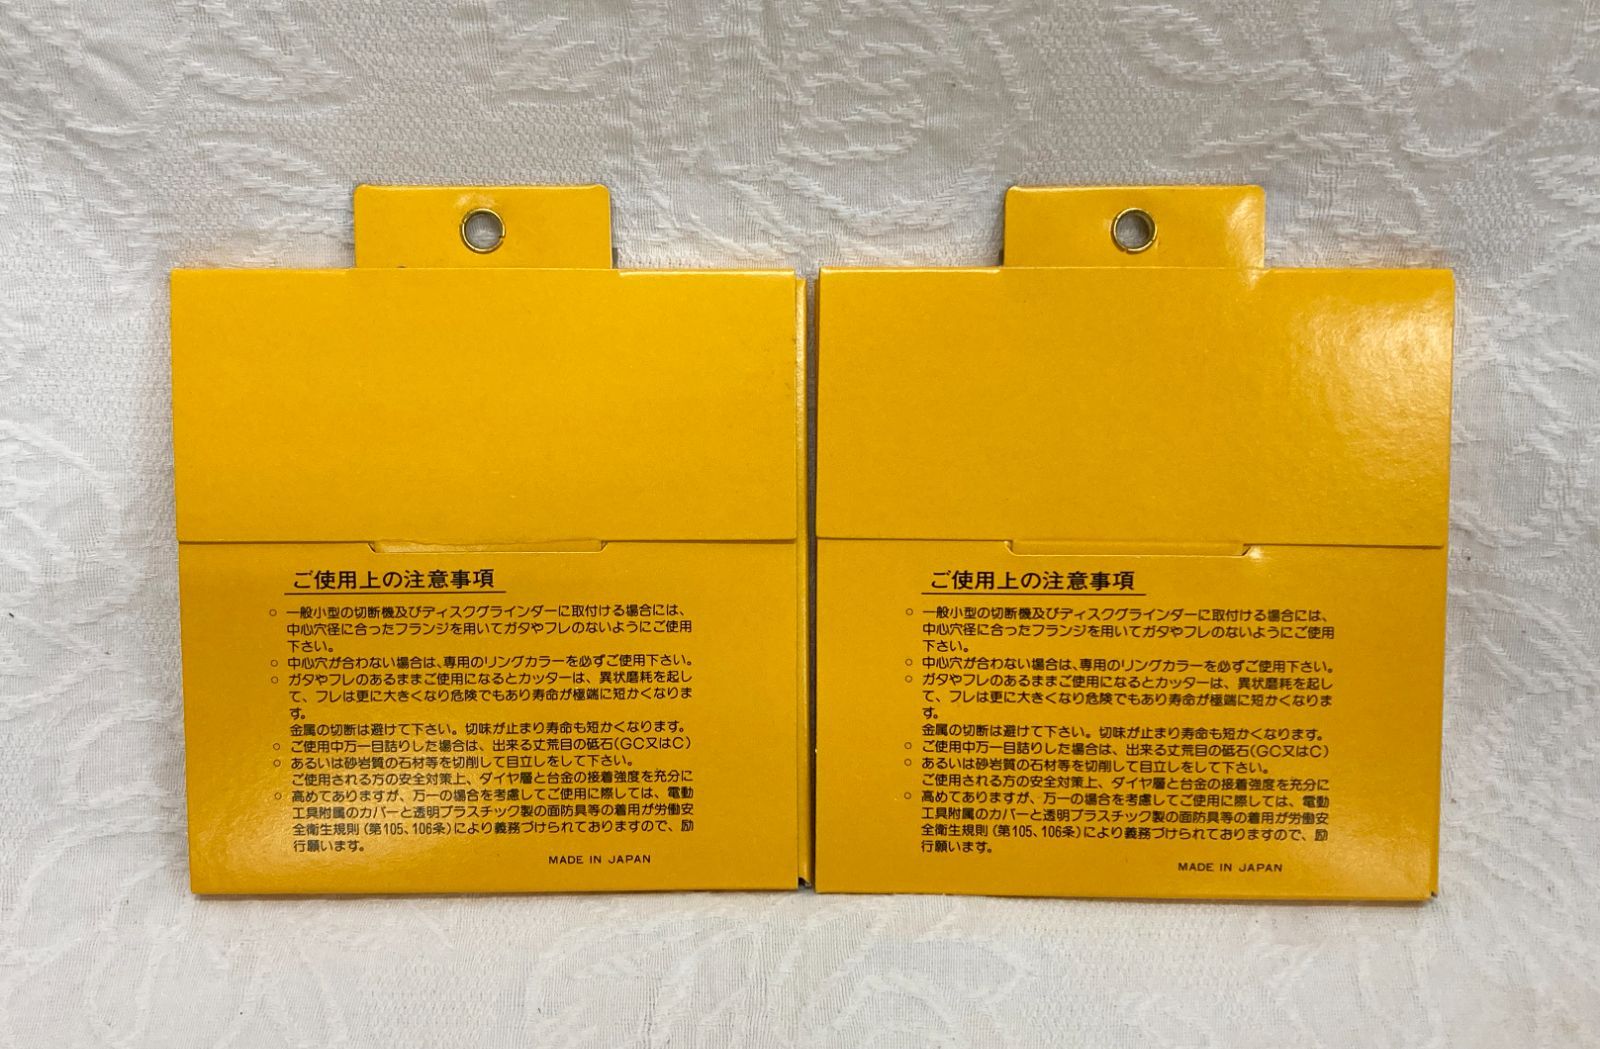 ご使用上の注意事項
○ 一般小型の切断機及びディスクグラインダーに取付ける場合には、
中心穴径に合ったフランジを用いてガタやフレのないようにご使用
下さい。
○ 中心穴が合わない場合は、専用のリングカラーを必ずご使用下さい。
○ ガタやフレのあるままご使用になるとカッターは、異状磨耗を起し
て、フレは更に大きくなり危険でもあり寿命が極端に短かくなりま
す。
金属の切断は避けて下さい。切味が止まり寿命も短かくなります。
○ ご使用中万一目詰りした場合は、出来る丈荒目の砥石(GC又はC)
○ あるいは砂岩質の石材等を切削して目立しをして下さい。
ご使用される方の安全対策上、ダイヤ層と台金の接着強度を充分に
○ 高めてありますが、万一の場合を考慮してご使用に際しては、電動
工具附属のカバーと透明プラスチック製の面防具等の着用が労働安
全衛生規則(第105、106条)により義務づけられておりますので、励
行願います。
MADE IN JAPAN
ご使用上の注意事項
○ 一般小型の切断機及びディスクグラインダーに取付ける場合には、
中心穴径に合ったフランジを用いてガタやフレのないようにご使用
下さい。
○ 中心穴が合わない場合は、専用のリングカラーを必ずご使用下さい。
○ ガタやフレのあるままご使用になるとカッターは、異状磨耗を起し
て、フレは更に大きくなり危険でもあり寿命が極端に短かくなりま
す。
金属の切断は避けて下さい。切味が止まり寿命も短かくなります。
○ ご使用中万一目詰りした場合は、出来る丈荒目の砥石(GC又はC)
○ あるいは砂岩質の石材等を切削して目立しをして下さい。
ご使用される方の安全対策上、ダイヤ層と台金の接着強度を充分に
○ 高めてありますが、万一の場合を考慮してご使用に際しては、電動
工具附属のカバーと透明プラスチック製の面防具等の着用が労働安
全衛生規則(第105、106条)により義務づけられておりますので、励
行願います。
MADE IN JAPAN